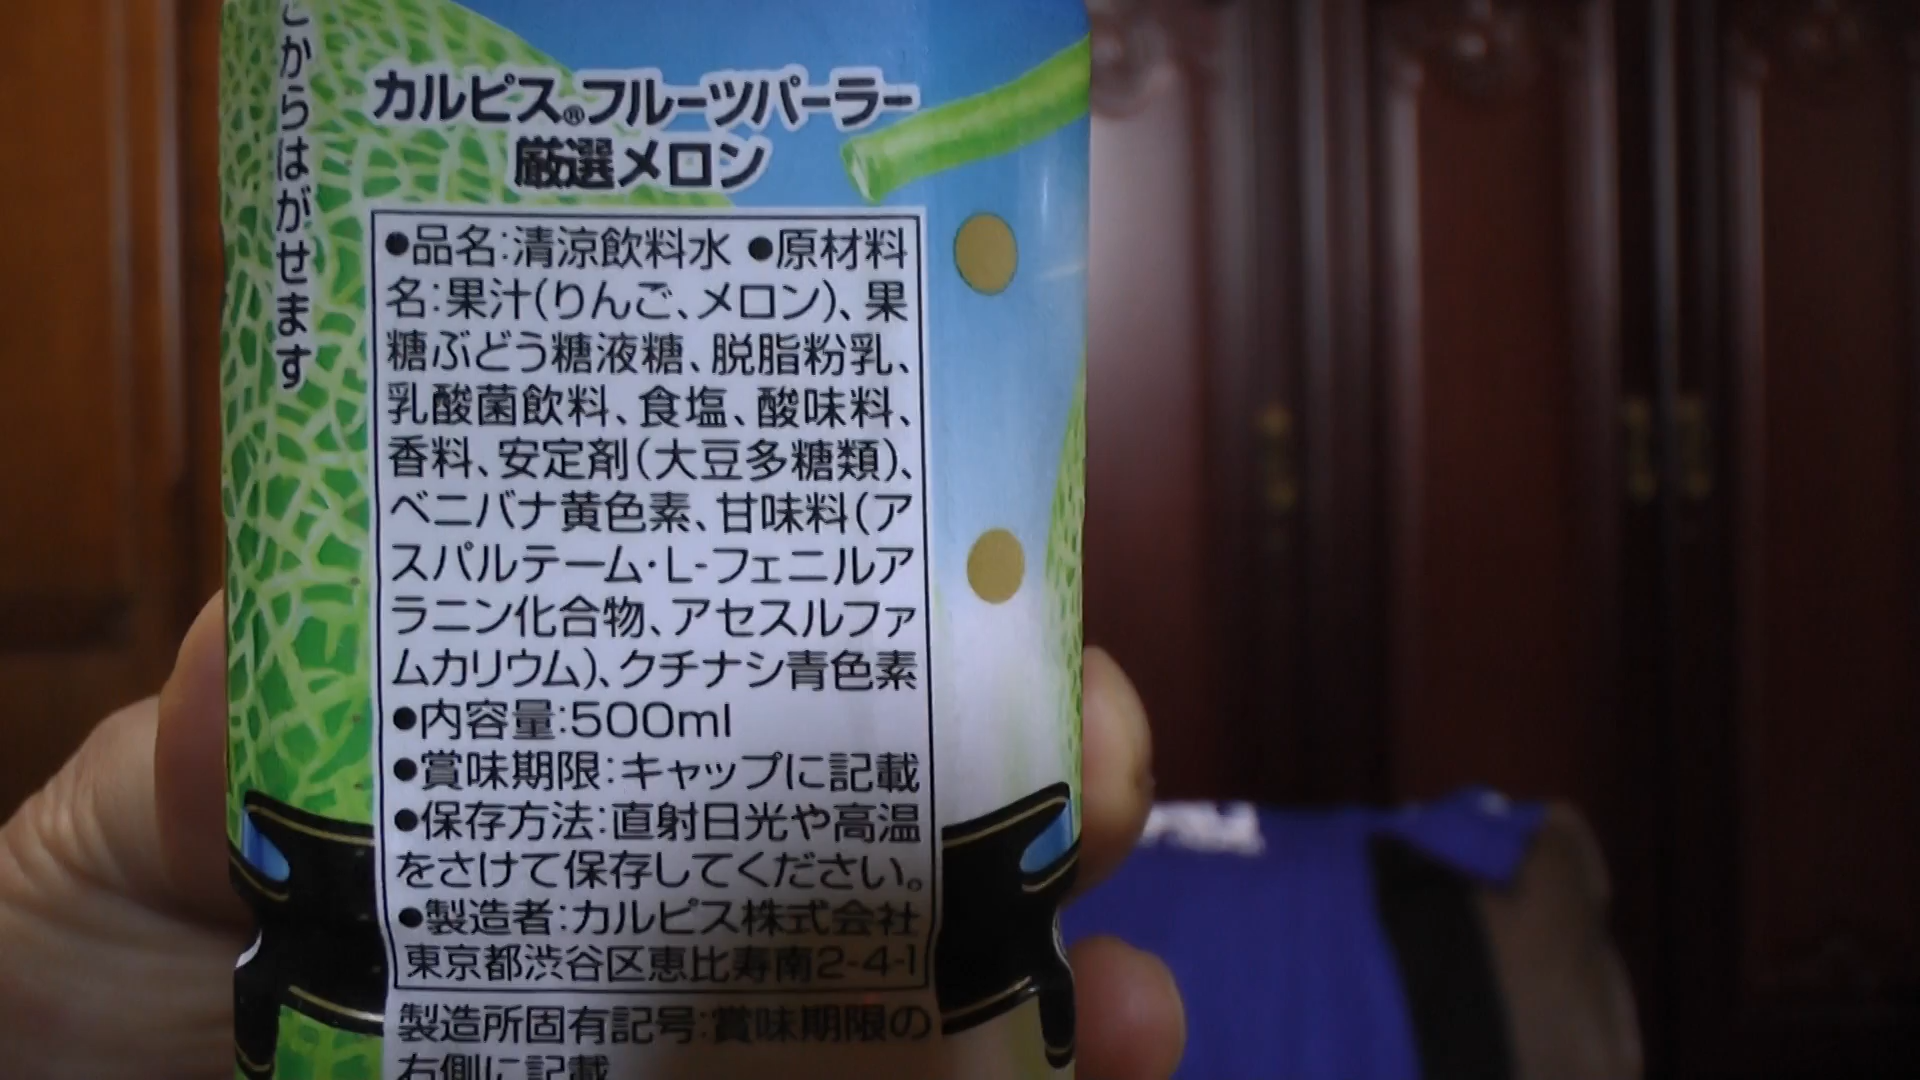 こからはがせます
カルピス®フルーツパーラー
厳選メロン
●品名:清涼飲料水 ●原材料
名:果汁(りんご、メロン)、果
糖ぶどう糖液糖、脱脂粉乳、
乳酸菌飲料、食塩、酸味料、
香料、安定剤(大豆多糖類)、
ベニバナ黄色素、甘味料(ア
スパルテーム・L-フェニルア
ラニン化合物、アセスルファ
ムカリウム)、クチナシ青色素
●内容量:500ml
●賞味期限:キャップに記載
●保存方法:直射日光や高温
をさけて保存してください。
●製造者:カルピス株式会社
東京都渋谷区恵比寿南2-4-1
製造所固有記号:賞味期限の
右側に記載